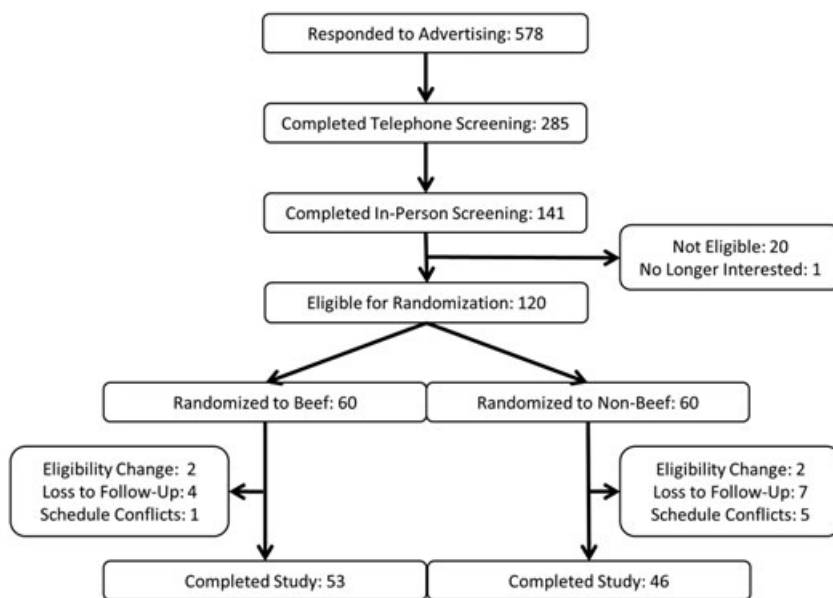 Responded to Advertising: 578
Completed Telephone Screening: 285
Completed In-Person Screening: 141
Not Eligible: 20
No Longer Interested: 1
Eligible for Randomization: 120
Randomized to Beef: 60
Randomized to Non-Beef: 60
Eligibility Change: 2
Loss to Follow-Up: 4
Schedule Conflicts: 1
Eligibility Change: 2
Loss to Follow-Up: 7
Schedule Conflicts: 5
Completed Study: 53
Completed Study: 46